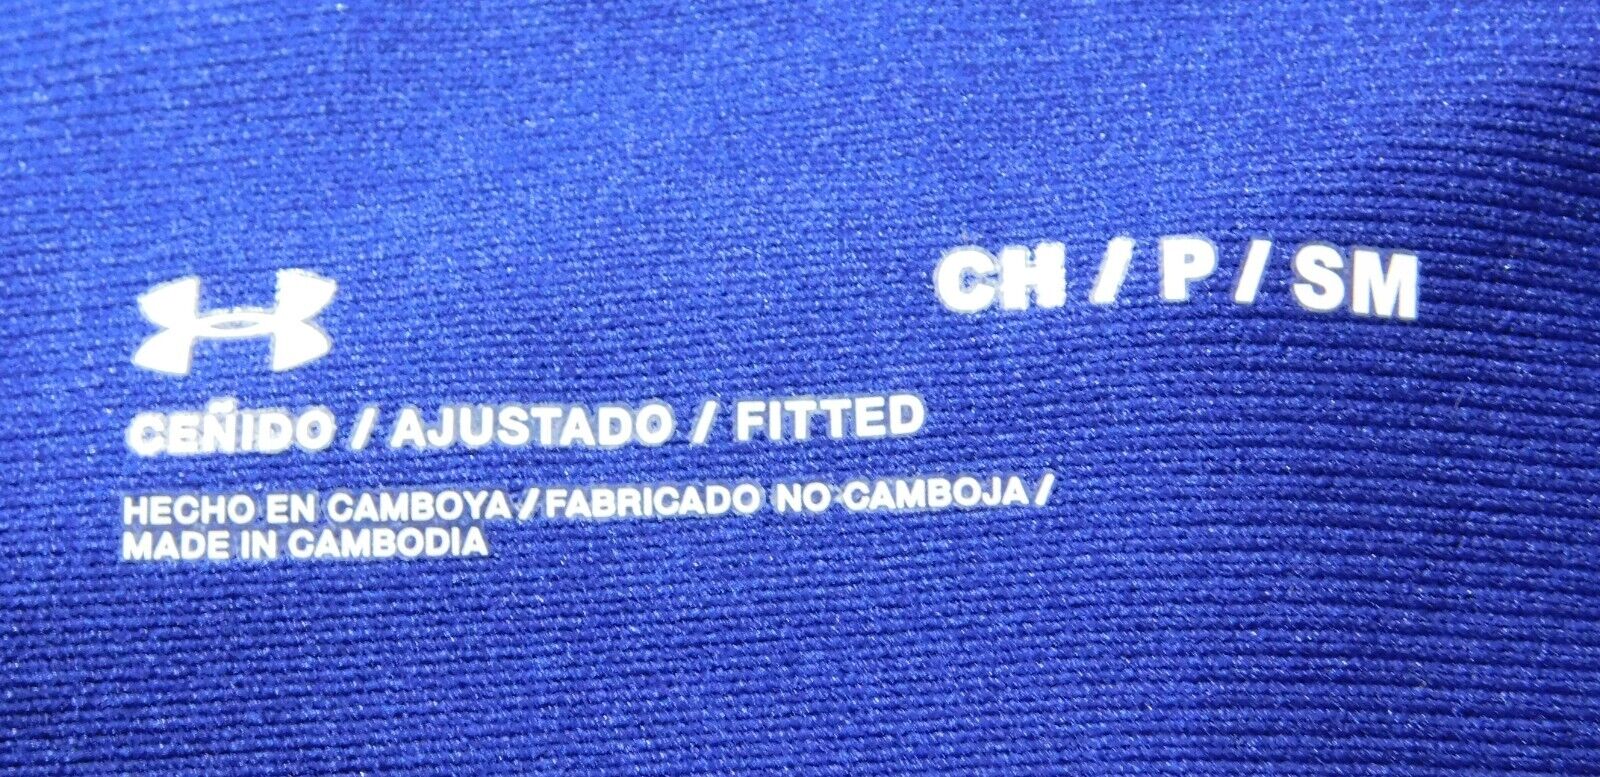 CH / P / SM
CEÑIDO / AJUSTADO / FITTED
HECHO EN CAMBOYA / FABRICADO NO CAMBOJA /
MADE IN CAMBODIA